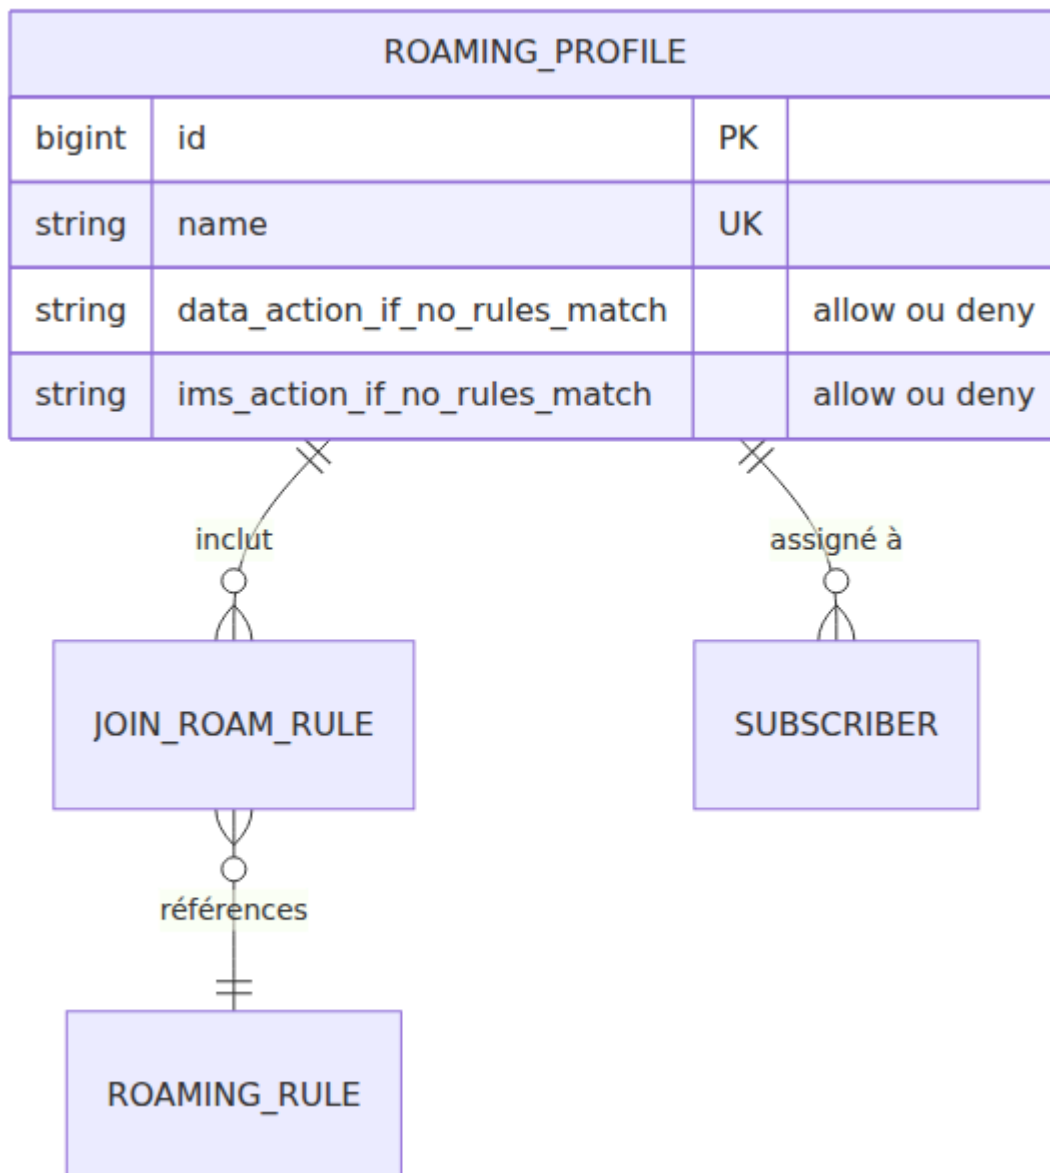 ROAMING_PROFILE
bigint id PK
string name UK
string data_action_if_no_rules_match allow ou deny
string ims_action_if_no_rules_match allow ou deny
inclut assigné à
JOIN_ROAM_RULE SUBSCRIBER
références
ROAMING_RULE